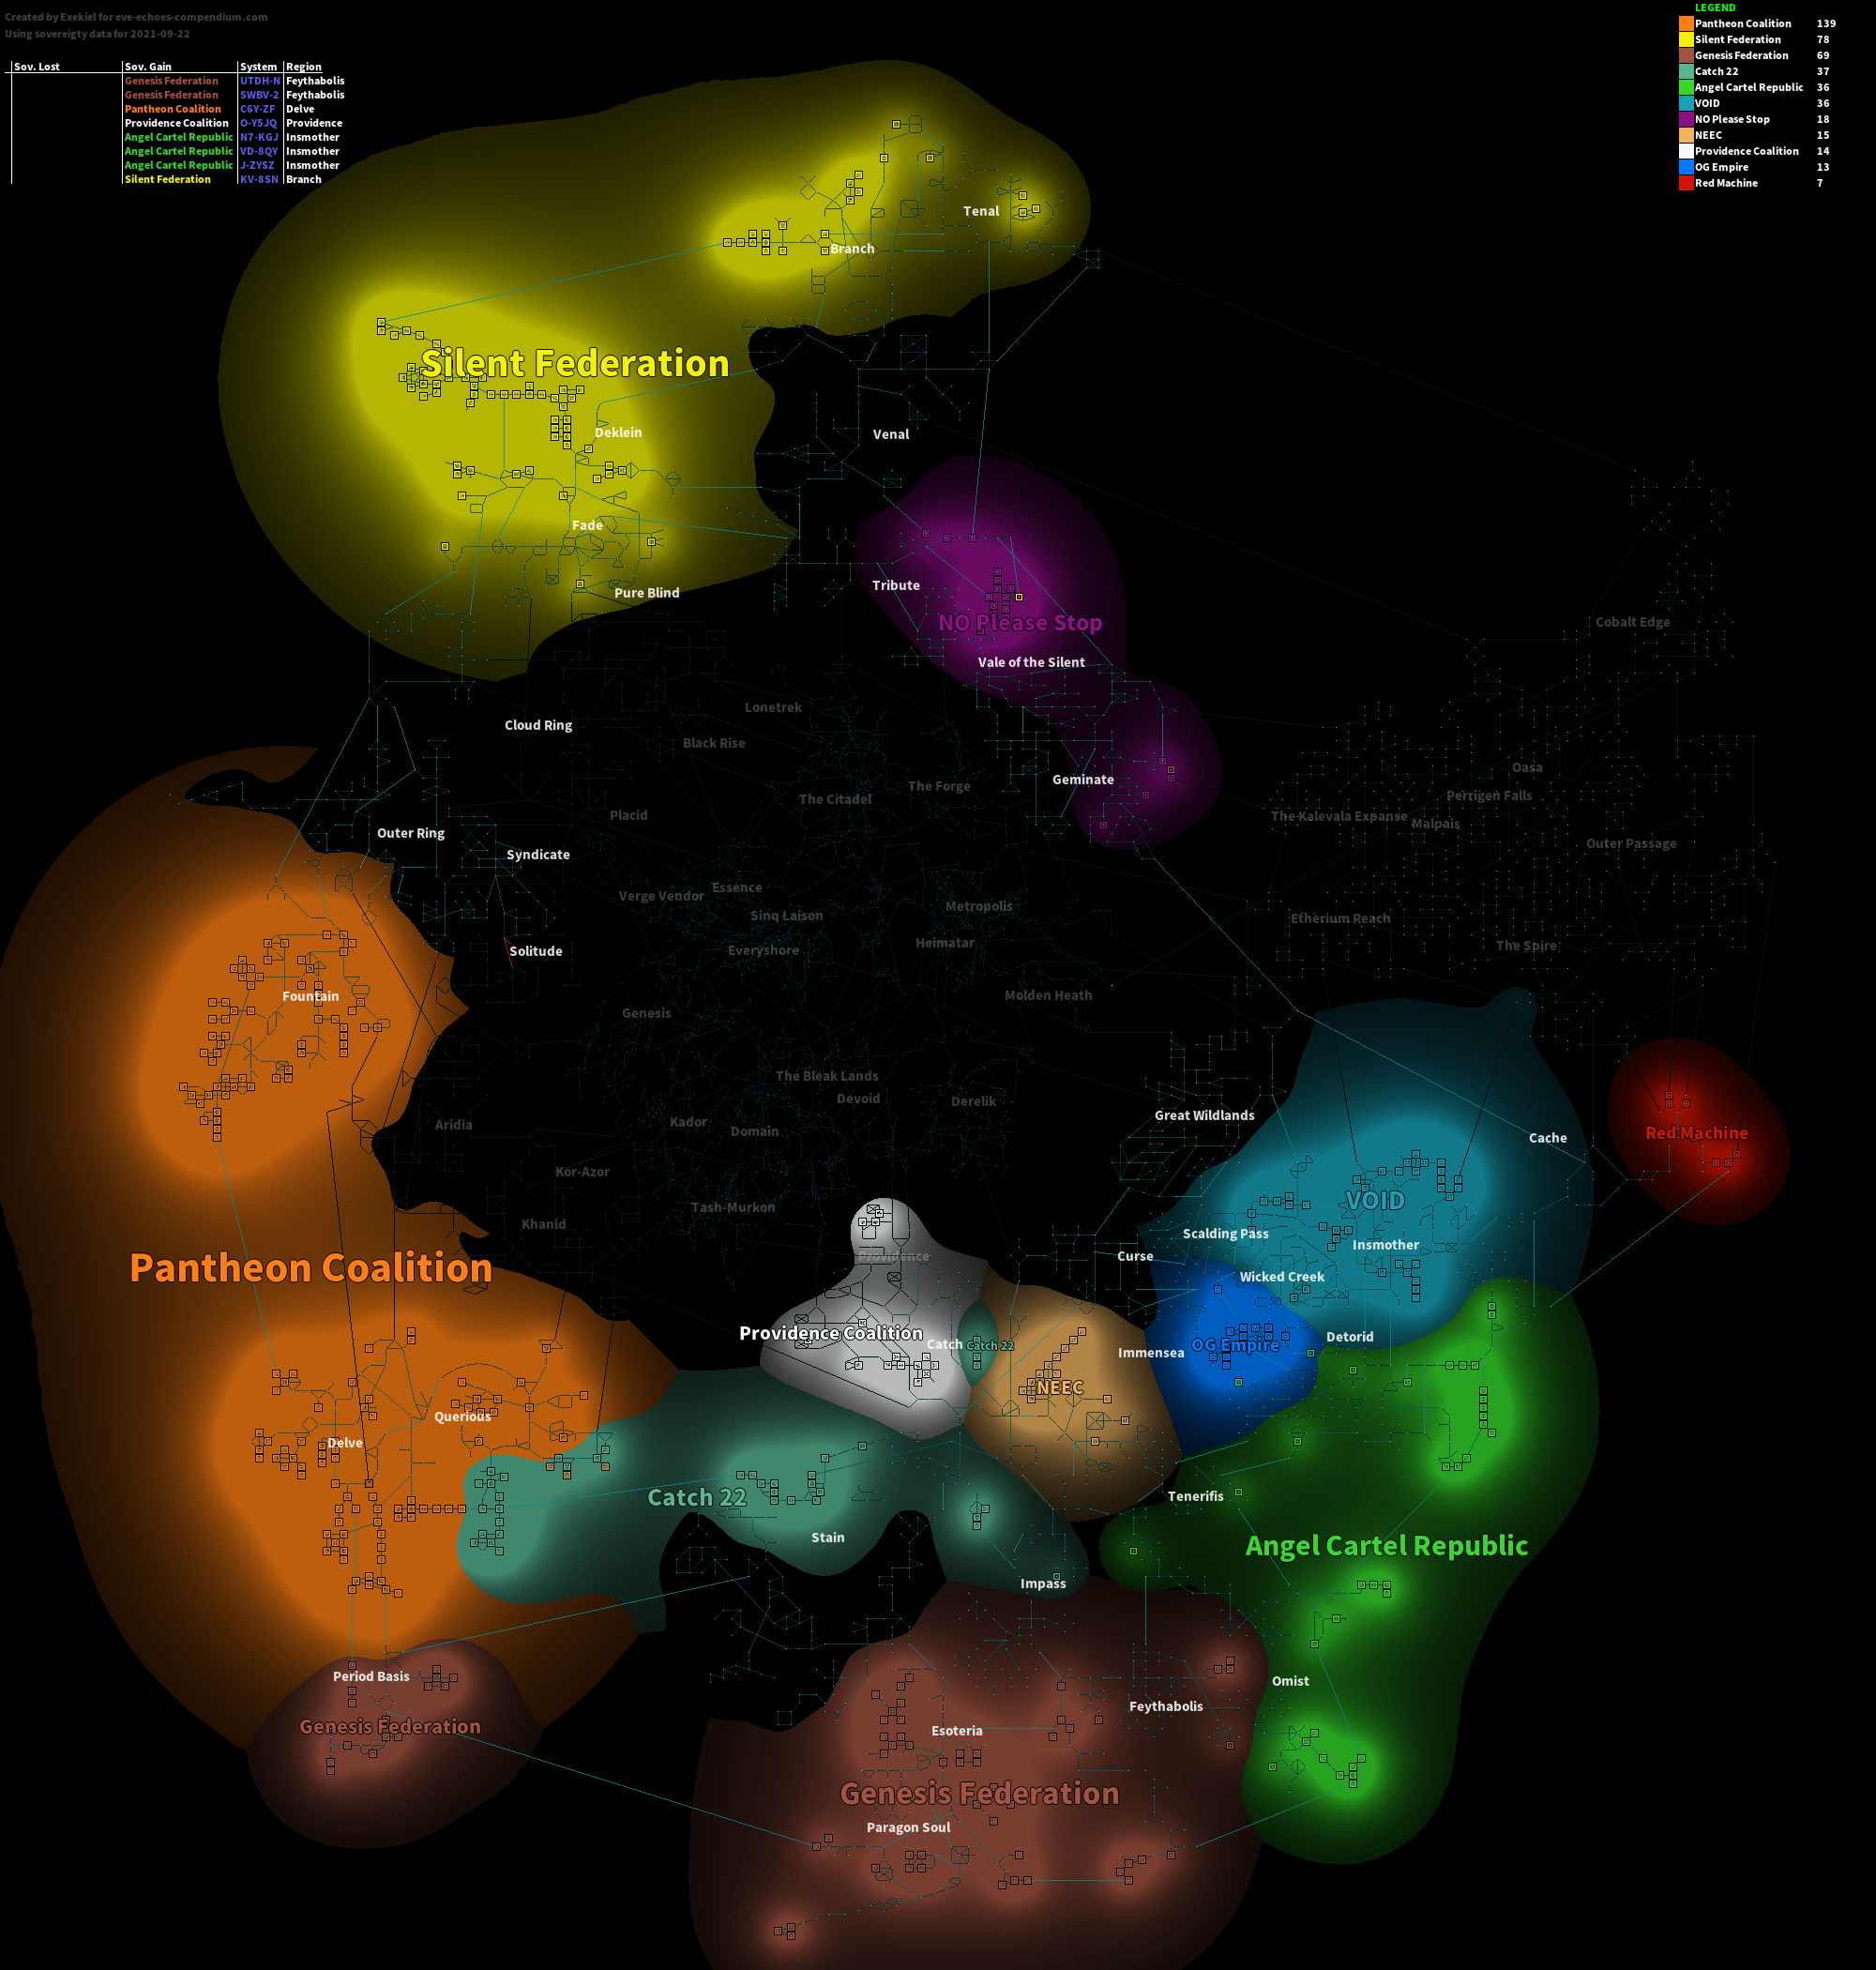 Created by Exekiel for eve-echoes-compendium.com
Using sovereigty data for 2021-09-22
Sov. Lost Sov. Gain System Region
Genesis Federation UTDH-N Feythabolis
Genesis Federation SWBV-2 Feythabolis
Pantheon Coalition C6Y-ZF Delve
Providence Coalition O-Y5JQ Providence
Angel Cartel Republic N7-KGJ Insmother
Angel Cartel Republic VD-8QY Insmother
Angel Cartel Republic J-ZYSZ Insmother
Silent Federation KV-8SN Branch
LEGEND
Pantheon Coalition 139
Silent Federation 78
Genesis Federation 69
Catch 22 37
Angel Cartel Republic 36
VOID 36
NO Please Stop 18
NEEC 15
Providence Coalition 14
OG Empire 13
Red Machine 7
Tenal
Branch
Silent Federation
Deklein
Venal
Fade
Tribute
Pure Blind
NO Please Stop
Cobalt Edge
Vale of the Silent
Lonetrek
Cloud Ring
Black Rise
Oasa
Geminate
The Forge
Perrigen Falls
The Citadel
Placid
The Kalevala Expanse
Malpais
Outer Ring
Outer Passage
Syndicate
Essence
Verge Vendor
Metropolis
Sinq Laison
Etherium Reach
Heimatar
The Spire
Everyshore
Solitude
Fountain
Molden Heath
Genesis
The Bleak Lands
Devoid
Derelik
Great Wildlands
Kador
Aridia
Domain
Red Machine
Cache
Kor-Azor
VOID
Tash-Murkon
Khanid
Scalding Pass
Insmother
Providence
Curse
Pantheon Coalition
Wicked Creek
Providence Coalition
Detorid
Catch
Catch 22
OG Empire
Immensea
NEEC
Querious
Delve
Catch 22
Tenerifis
Stain
Angel Cartel Republic
Impass
Period Basis
Omist
Feythabolis
Genesis Federation
Esoteria
Genesis Federation
Paragon Soul